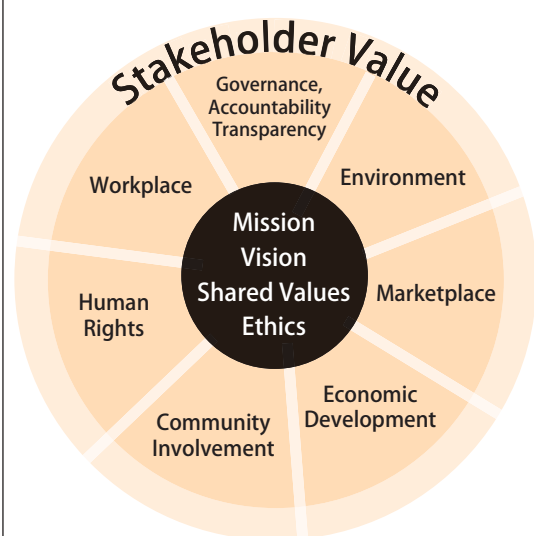 Stakeholder Value
Governance,
Accountability
Transparency
Environment
Marketplace
Economic
Development
Community
Involvement
Human
Rights
Workplace
Mission
Vision
Shared Values
Ethics